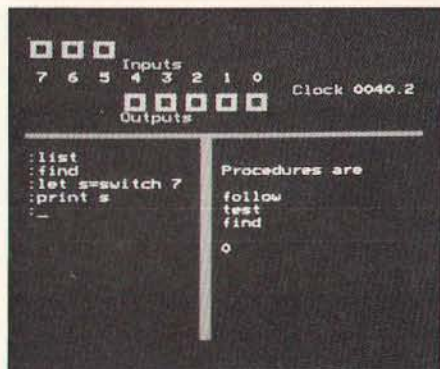 Inputs
7 6 5 4 3 2 1 0
Clock 0040.2
Outputs
:list
:find
:let s=switch 7
:print s
:_
Procedures are
follow
test
find
0